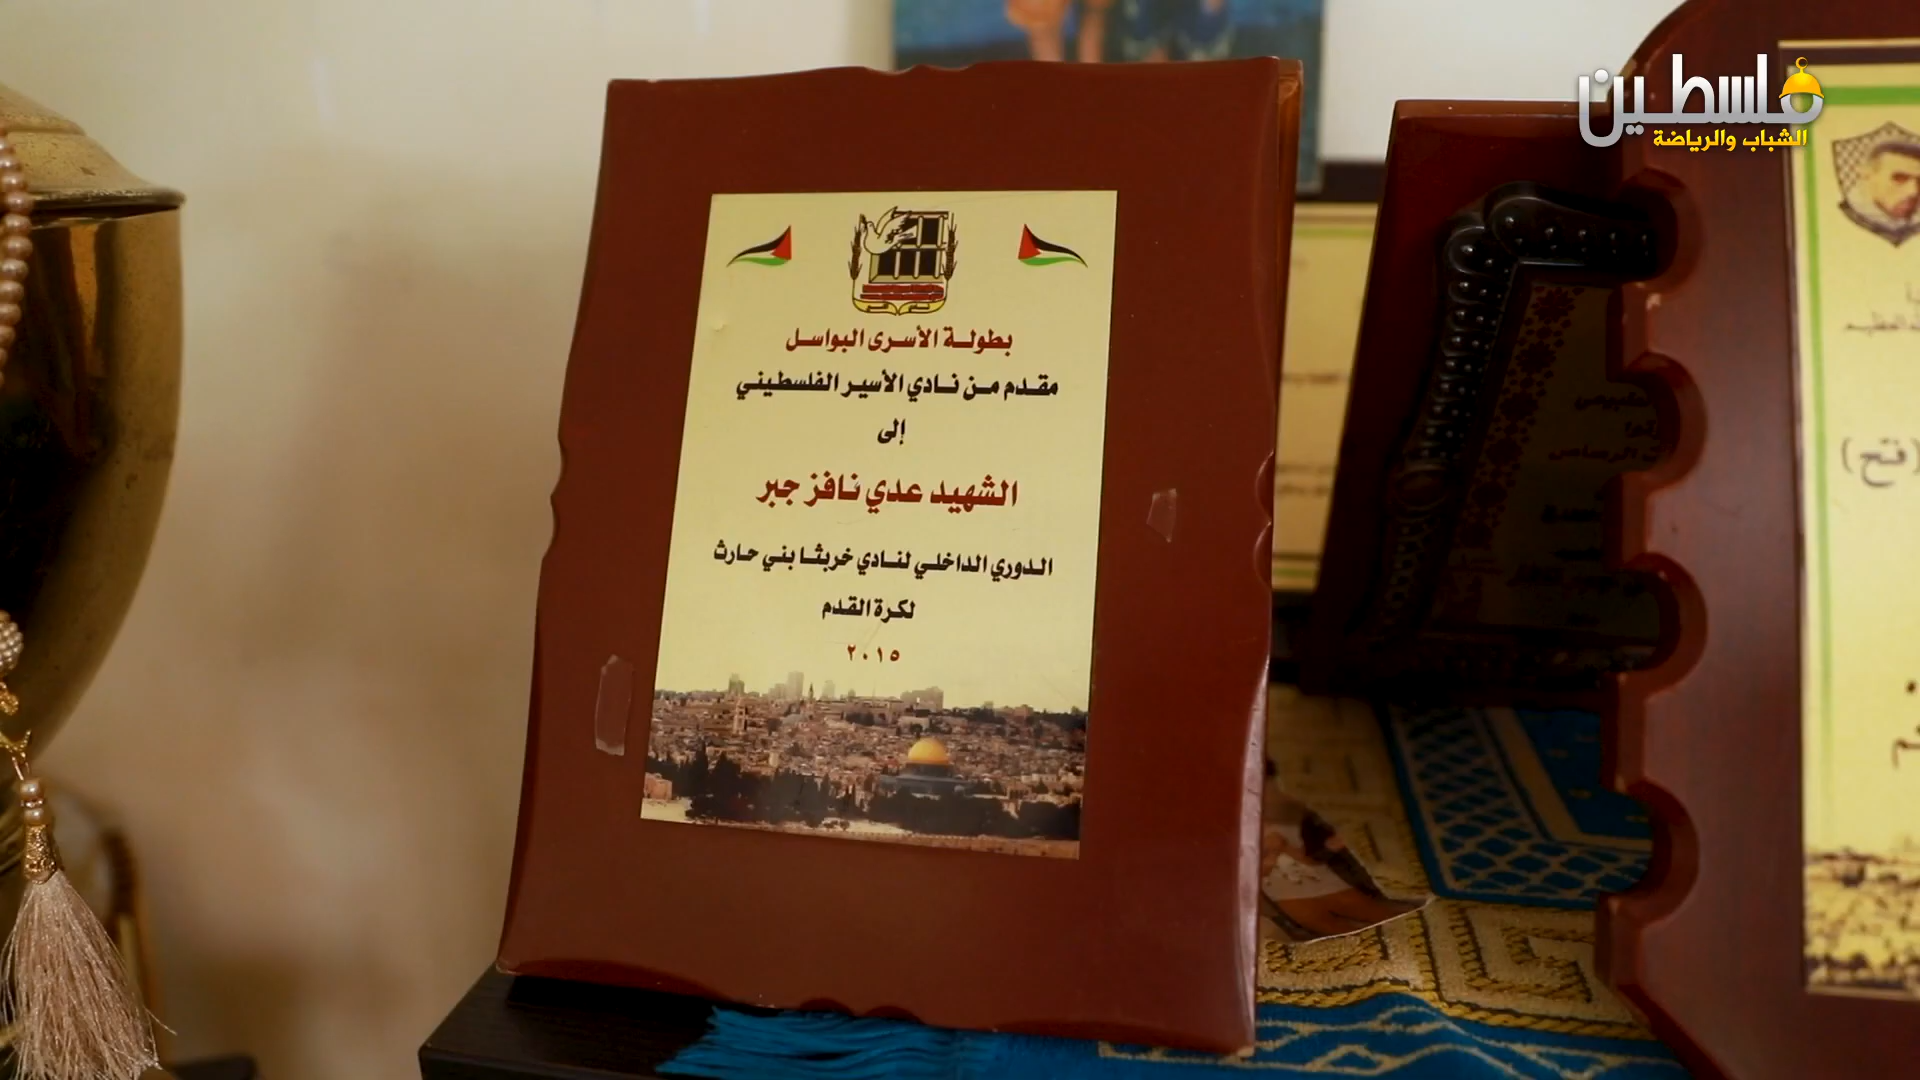 فلسطين
الشباب والرياضة
بطولة الأسرى البواسل
مقدم من نادي الأسير الفلسطيني
إلى
الشهيد عدي نافز جبر
الدوري الداخلي لنادي خربثا بني حارث
لكرة القدم
٢٠١٥
(فتح)